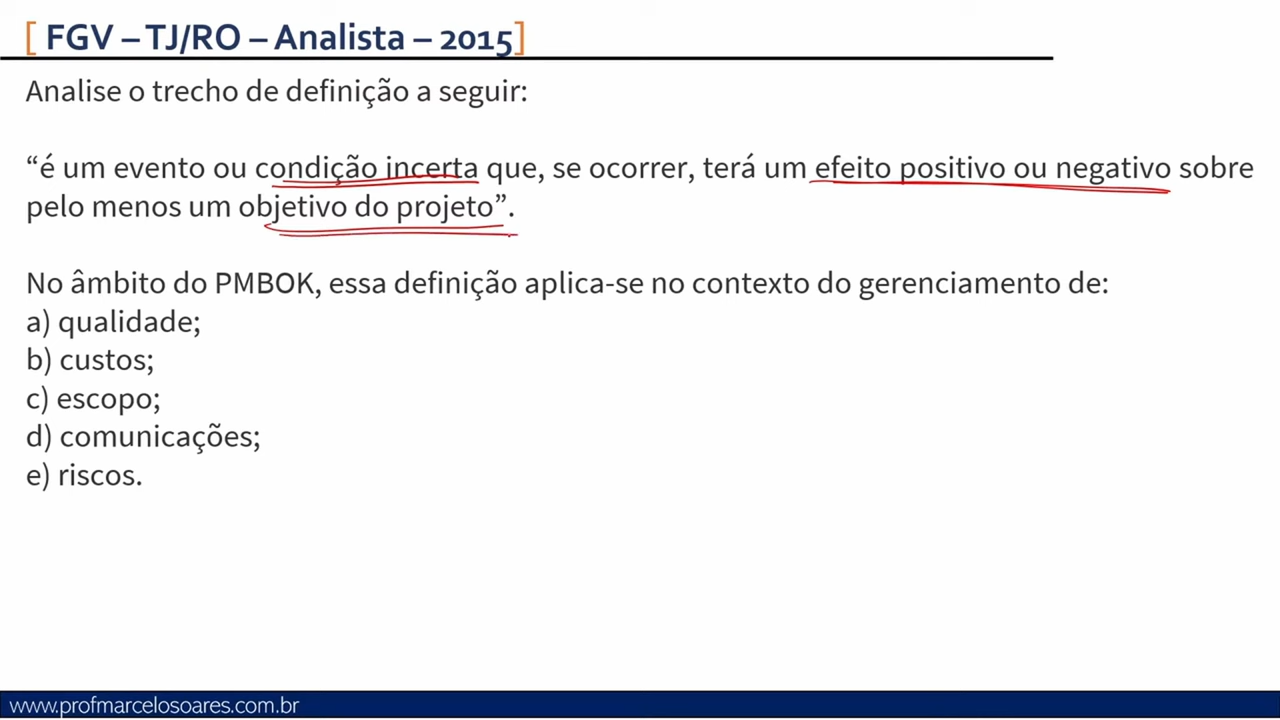 [ FGV – TJ/RO – Analista – 2015]
Analise o trecho de definição a seguir:
“é um evento ou condição incerta que, se ocorrer, terá um efeito positivo ou negativo sobre
pelo menos um objetivo do projeto”.
No âmbito do PMBOK, essa definição aplica-se no contexto do gerenciamento de:
a) qualidade;
b) custos;
c) escopo;
d) comunicações;
e) riscos.
www.profmarcelosoares.com.br